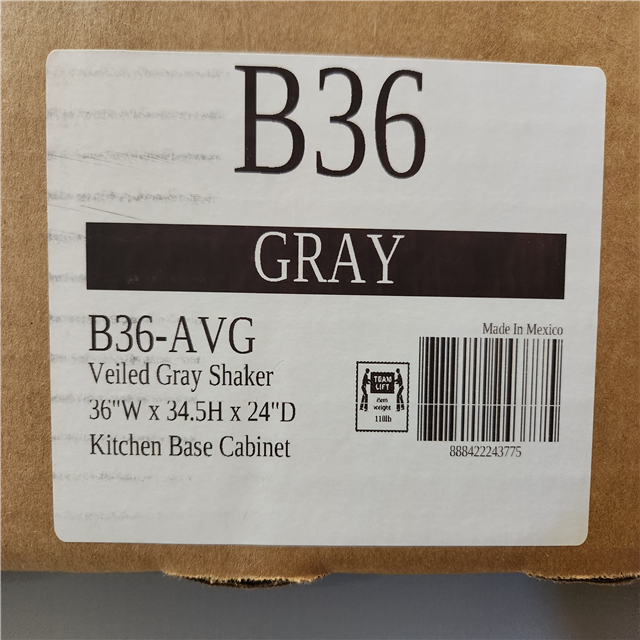 B36
GRAY
B36-AVG
Veiled Gray Shaker
36"W x 34.5H x 24"D
Kitchen Base Cabinet
Made In Mexico
TEAM
LIFT
weight
110lb
888422243775